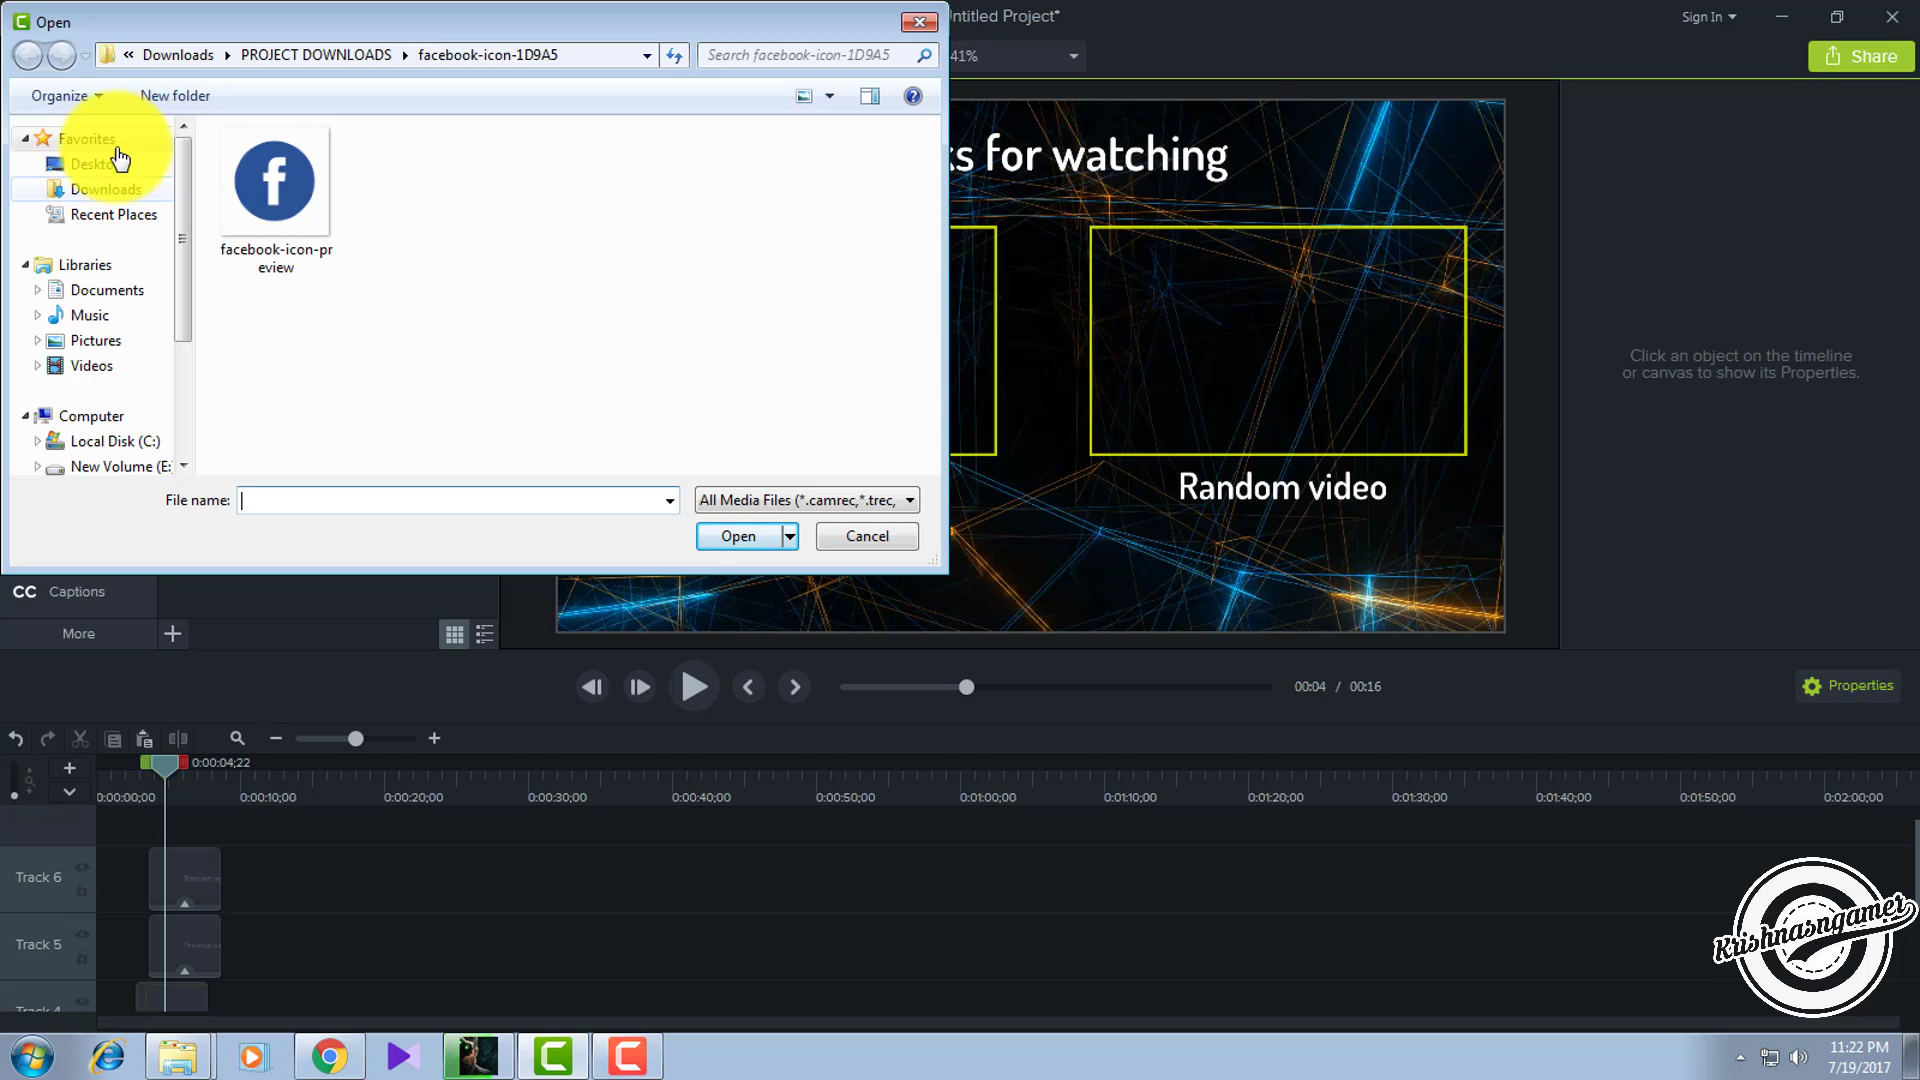 Open
« Downloads PROJECT DOWNLOADS facebook-icon-1D9A5
Search facebook-icon-1D9A5
Organize New folder
Favorites
Deskto
Downloads
Recent Places
Libraries
Documents
Music
Pictures
Videos
Computer
Local Disk (C:)
New Volume (E:
facebook-icon-pr
eview
File name:
All Media Files (*.camrec,*.trec,
Open
Cancel
ntitled Project*
Sign In
41%
Share
s for watching
Random video
Click an object on the timeline
or canvas to show its Properties.
CC Captions
More
00:04 / 00:16
Properties
0:00:04;22
0:00:00;00 0:00:10;00 0:00:20;00 0:00:30;00 0:00:40;00 0:00:50;00 0:01:00;00 0:01:10;00 0:01:20;00 0:01:30;00 0:01:40;00 0:01:50;00 0:02:00;00
Track 6
Track 5
Track 4
Krishnasngamer
11:22 PM
7/19/2017